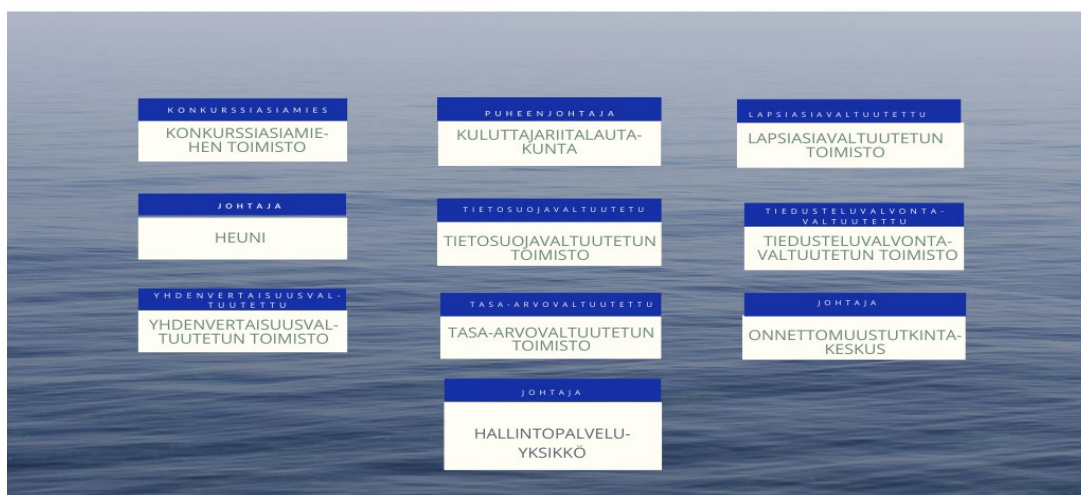 KONKURSSIASIAMIES
KONKURSSIASIAMIE-
HEN TOIMISTO
PUHEENJOHTAJA
KULUTTAJARIITALAUTA-
KUNTA
LAPSIASIAVALTUUTETTU
LAPSIASIAVALTUUTETUN
TOIMISTO
JOHTAJA
HEUNI
TIETOSUOJAVALTUUTETU
TIETOSUOJAVALTUUTETUN
TOIMISTO
TIEDUSTELUVALVONTA-
VALTUUTETTU
TIEDUSTELUVALVONTA-
VALTUUTETUN TOIMISTO
YHDENVERTAISUUSVAL-
TUUTETTU
YHDENVERTAISUUSVAL-
TUUTETUN TOIMISTO
TASA-ARVOVALTUUTETTU
TASA-ARVOVALTUUTETUN
TOIMISTO
JOHTAJA
ONNETTOMUUSTUTKINTA-
KESKUS
JOHTAJA
HALLINTOPALVELU-
YKSIKKÖ